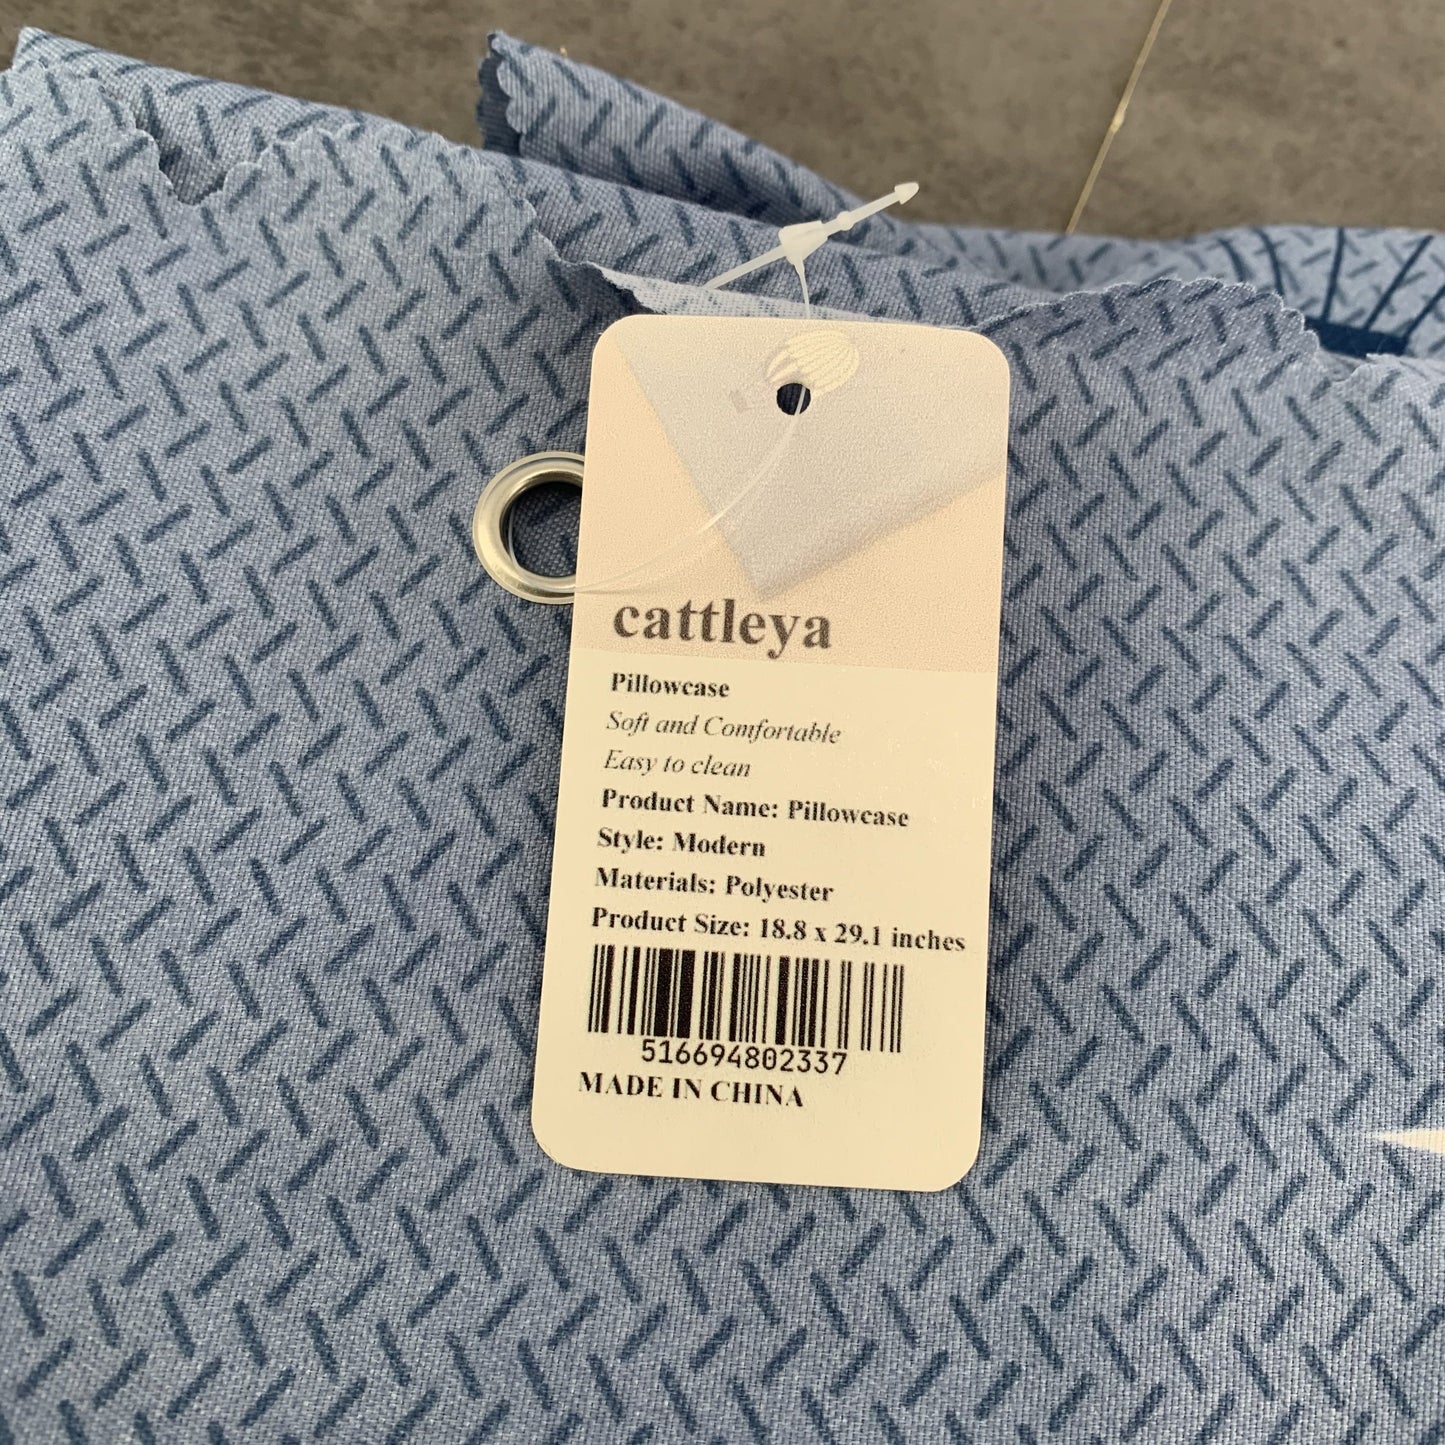 cattleya
Pillowcase
Soft and Comfortable
Easy to clean
Product Name: Pillowcase
Style: Modern
Materials: Polyester
Product Size: 18.8 x 29.1 inches
516694802337
MADE IN CHINA